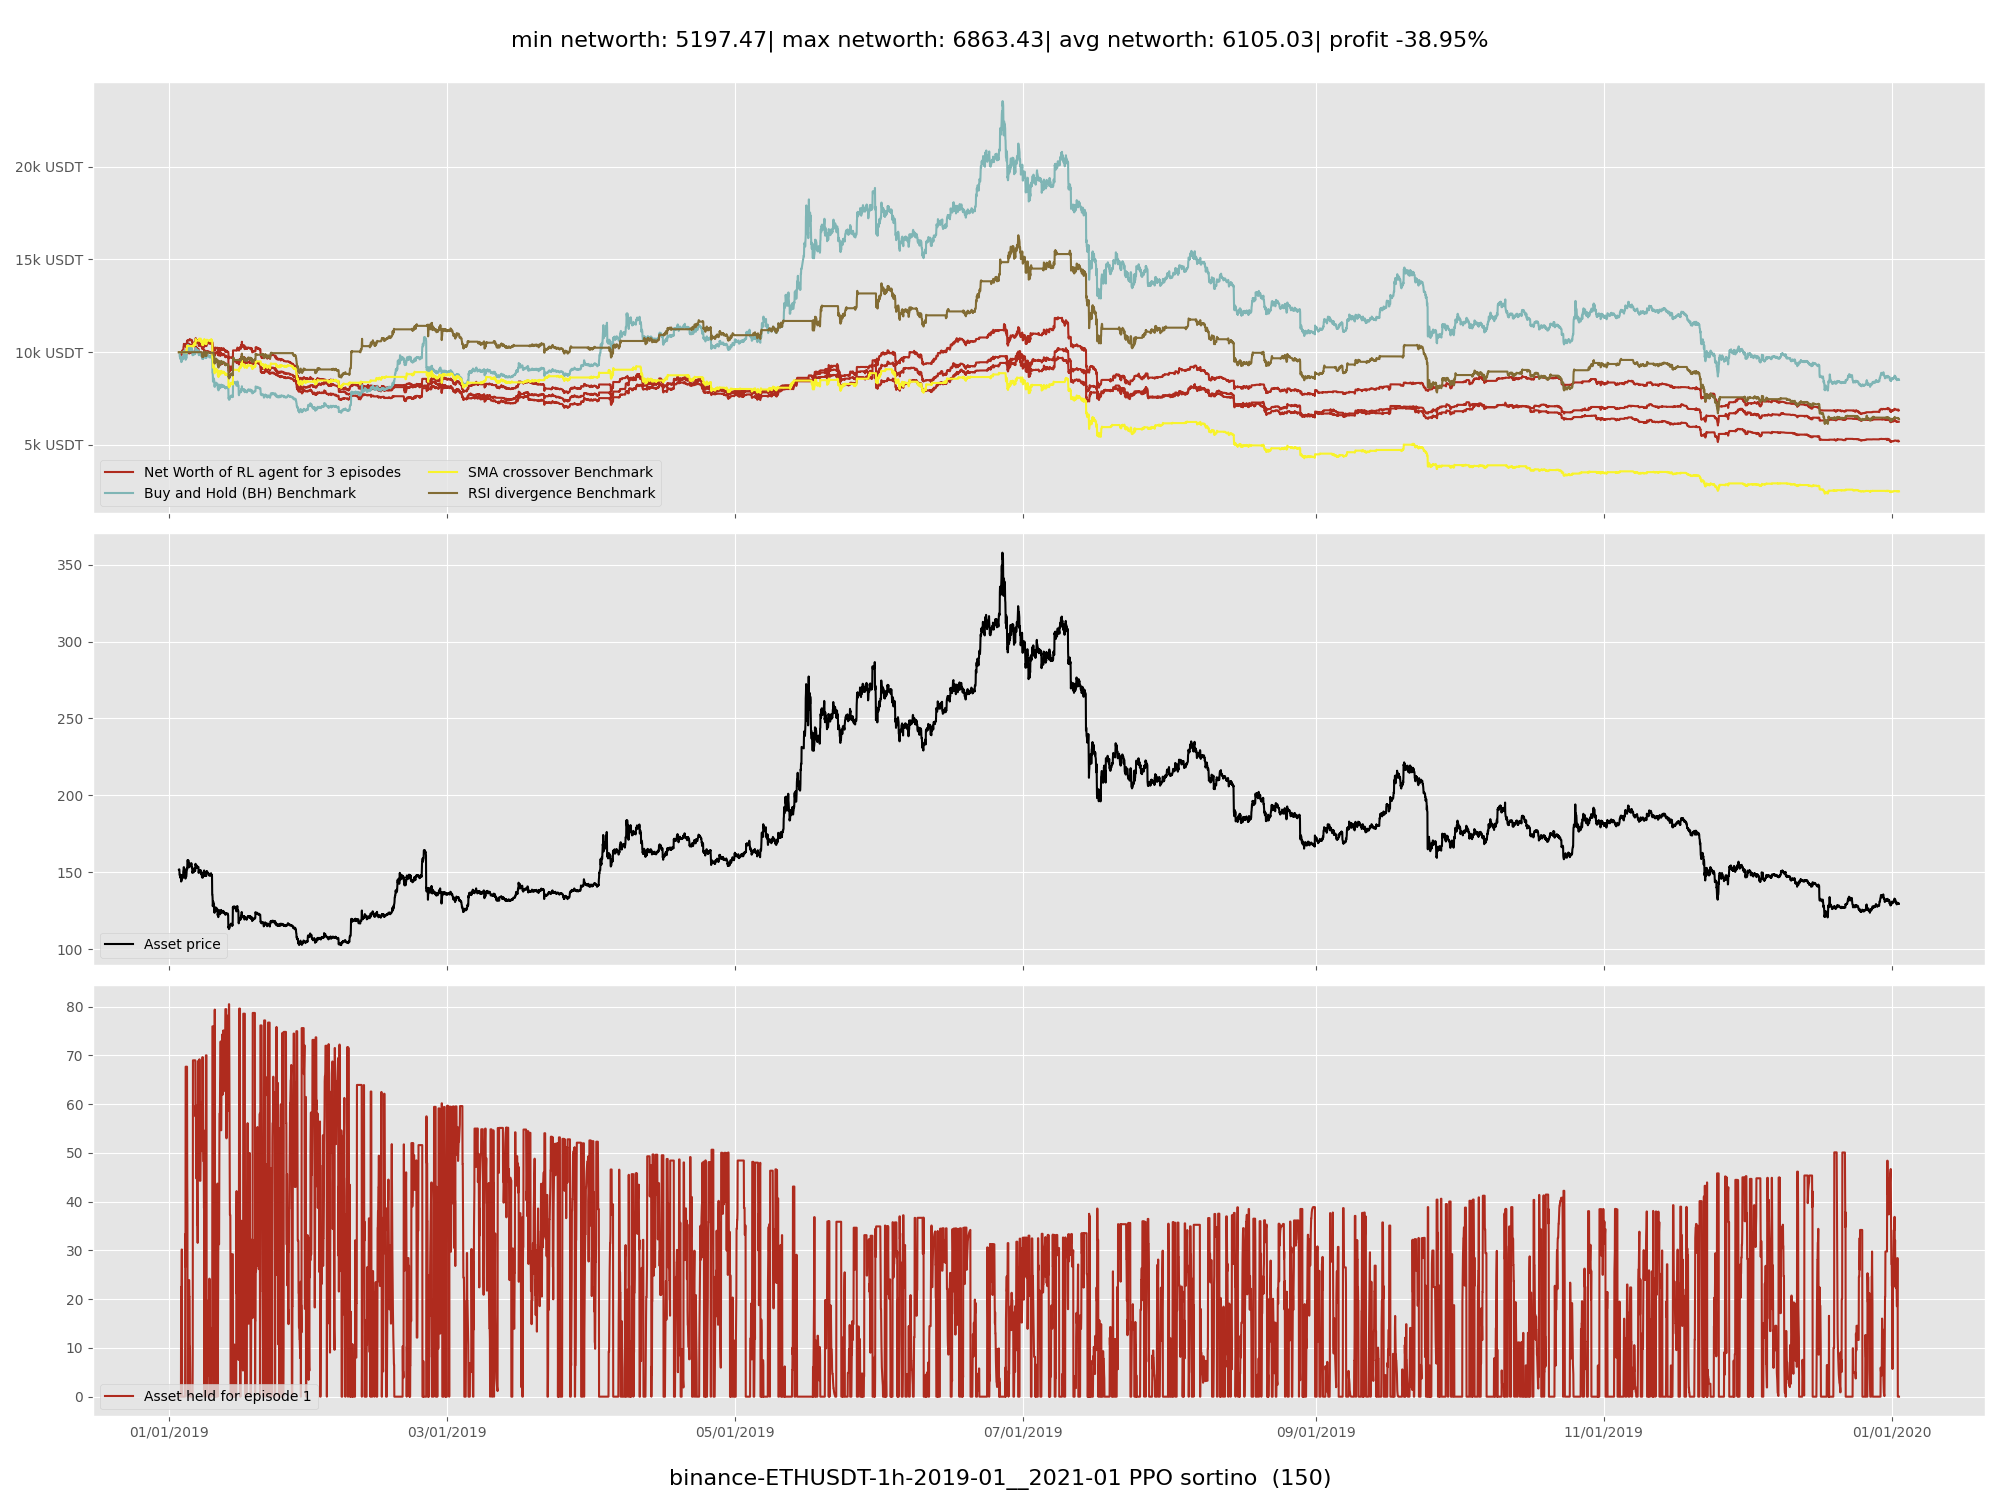 min networth: 5197.47| max networth: 6863.43| avg networth: 6105.03| profit -38.95%
20k USDT
15k USDT
10k USDT
5k USDT
Net Worth of RL agent for 3 episodes
Buy and Hold (BH) Benchmark
SMA crossover Benchmark
RSI divergence Benchmark
350
300
250
200
150
100
Asset price
80
70
60
50
40
30
20
10
0
Asset held for episode 1
01/01/2019 03/01/2019 05/01/2019 07/01/2019 09/01/2019 11/01/2019 01/01/2020
binance-ETHUSDT-1h-2019-01__2021-01 PPO sortino  (150)